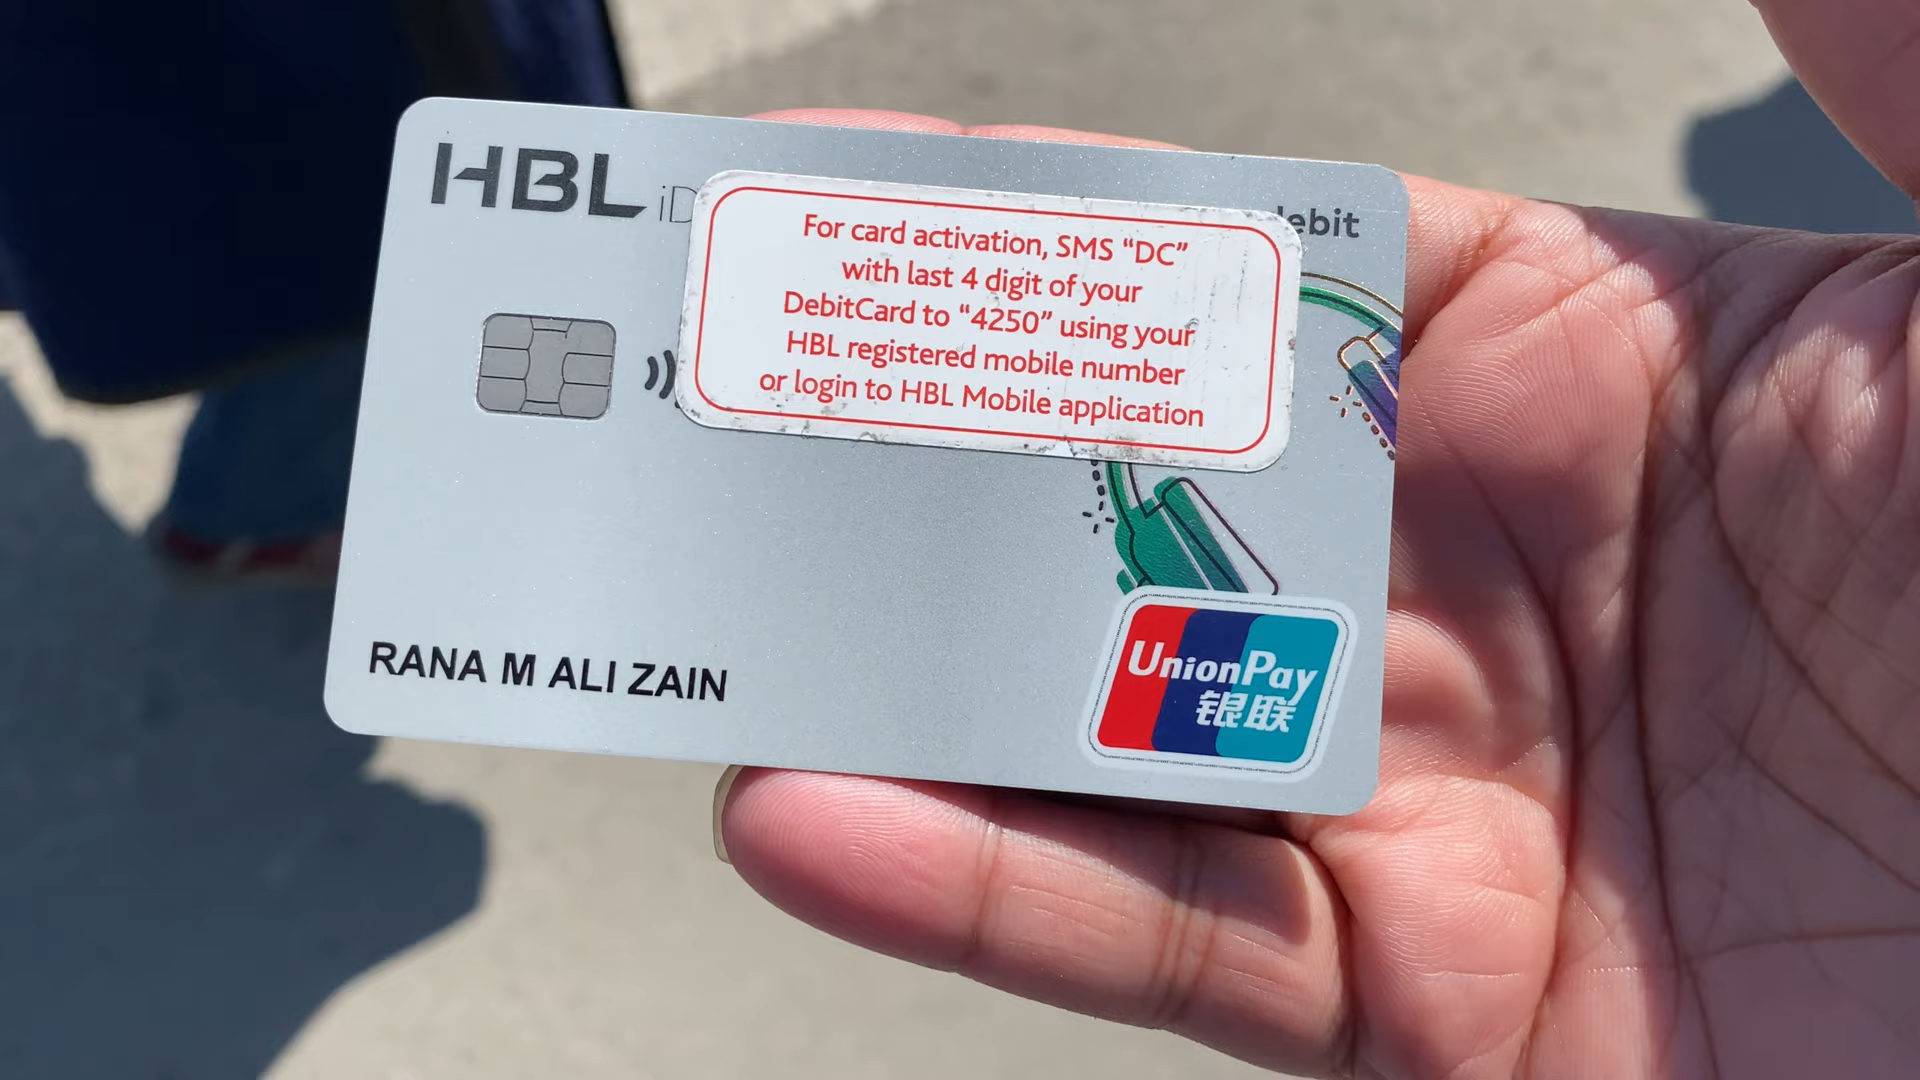 HBL
debit
For card activation, SMS “DC”
with last 4 digit of your
DebitCard to “4250” using your
HBL registered mobile number
or login to HBL Mobile application
RANA M ALI ZAIN
UnionPay
银联